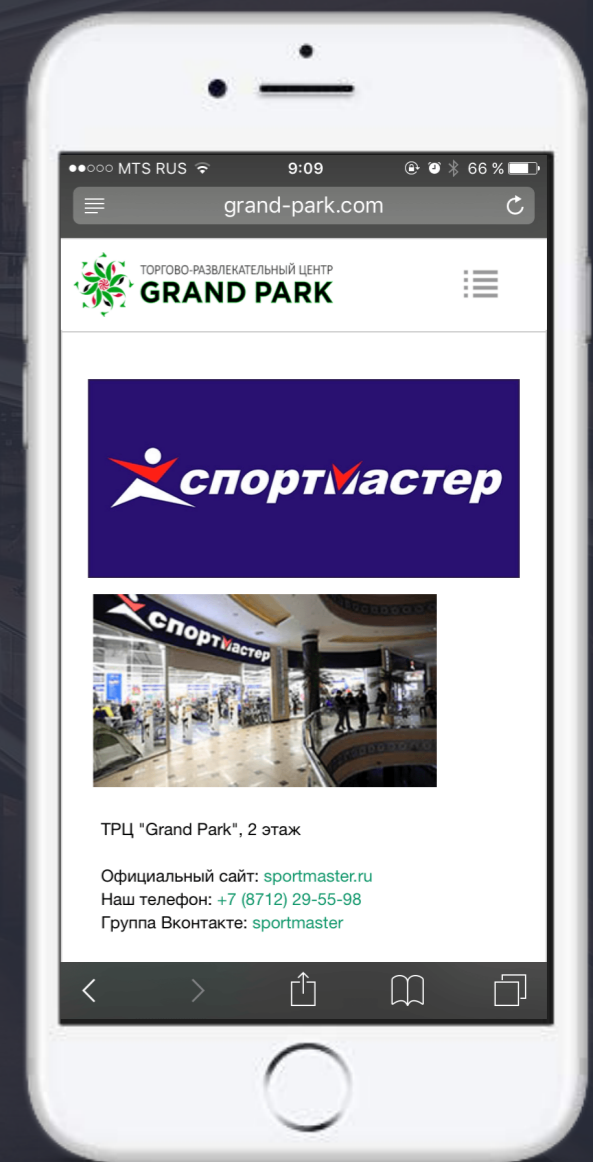 MTS RUS 9:09 66 %
grand-park.com
ТОРГОВО-РАЗВЛЕКАТЕЛЬНЫЙ ЦЕНТР
GRAND PARK
спортмастер
спортмастер
ТРЦ "Grand Park", 2 этаж
Официальный сайт: sportmaster.ru
Наш телефон: +7 (8712) 29-55-98
Группа Вконтакте: sportmaster